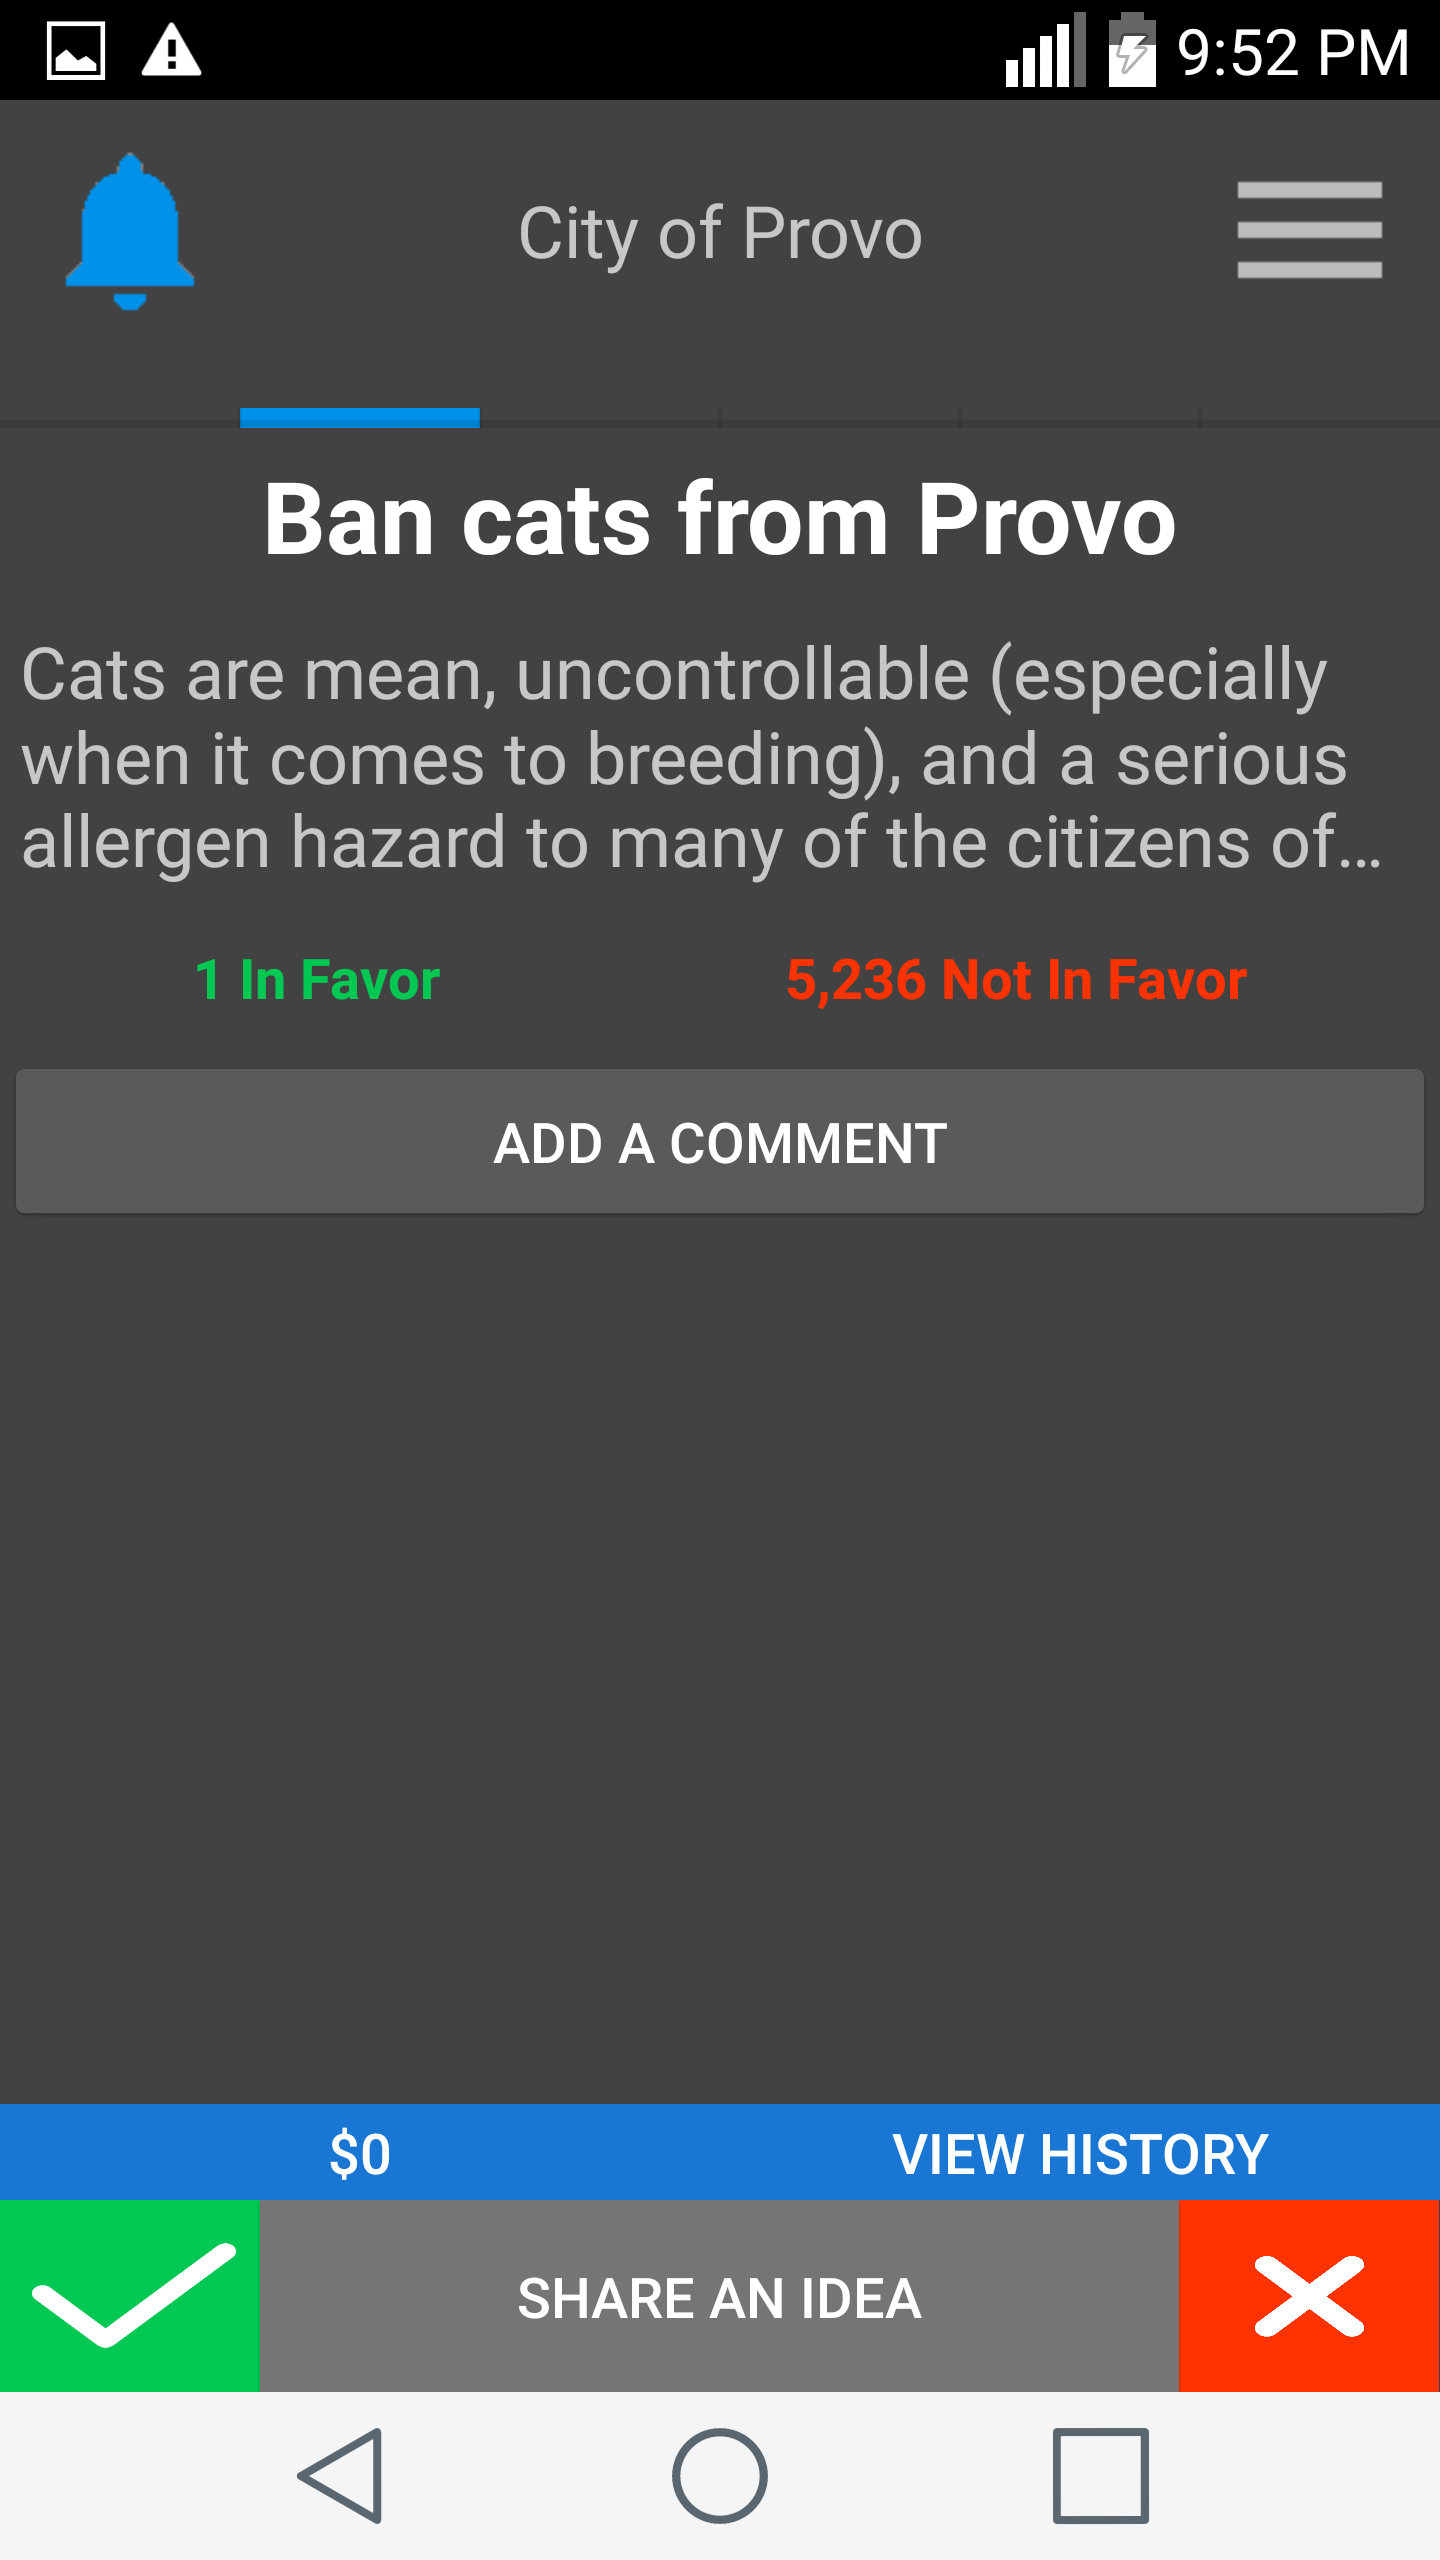 9:52 PM
City of Provo
Ban cats from Provo
Cats are mean, uncontrollable (especially
when it comes to breeding), and a serious
allergen hazard to many of the citizens of...
1 In Favor
5,236 Not In Favor
ADD A COMMENT
$0
VIEW HISTORY
SHARE AN IDEA